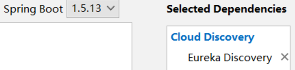 Spring Boot 1.5.13
Selected Dependencies
Cloud Discovery
Eureka Discovery ×